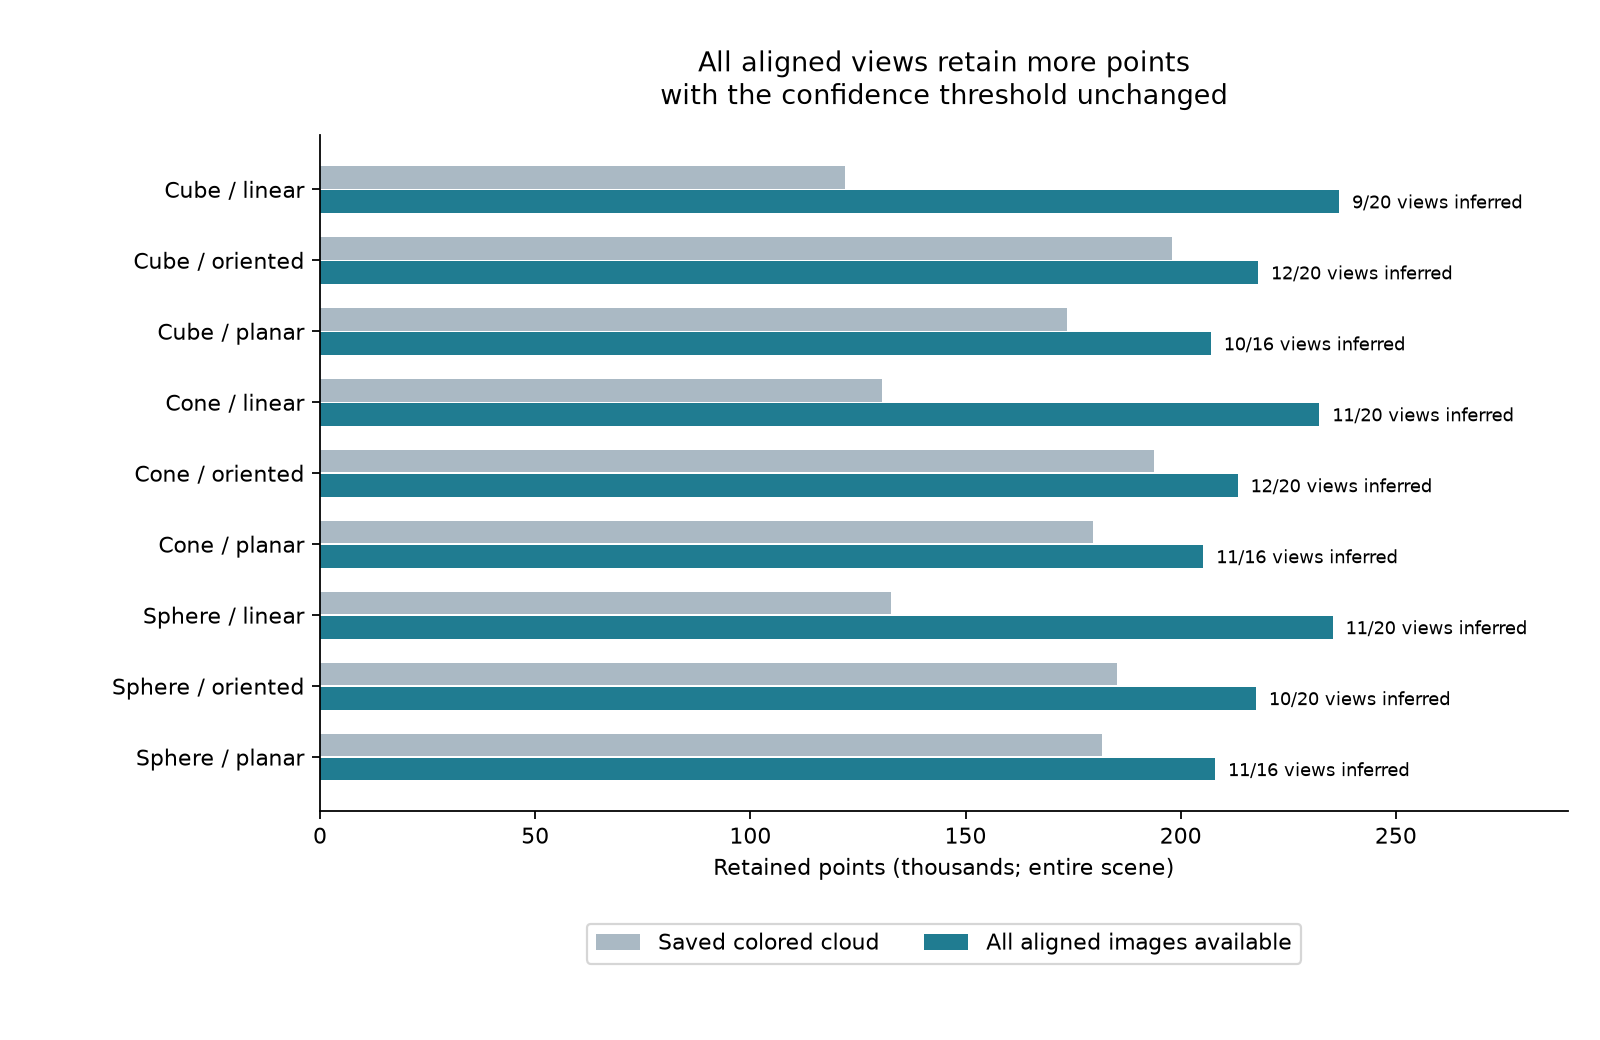 All aligned views retain more points
with the confidence threshold unchanged
Cube / linear
9/20 views inferred
Cube / oriented
12/20 views inferred
Cube / planar
10/16 views inferred
Cone / linear
11/20 views inferred
Cone / oriented
12/20 views inferred
Cone / planar
11/16 views inferred
Sphere / linear
11/20 views inferred
Sphere / oriented
10/20 views inferred
Sphere / planar
11/16 views inferred
0 50 100 150 200 250
Retained points (thousands; entire scene)
Saved colored cloud All aligned images available